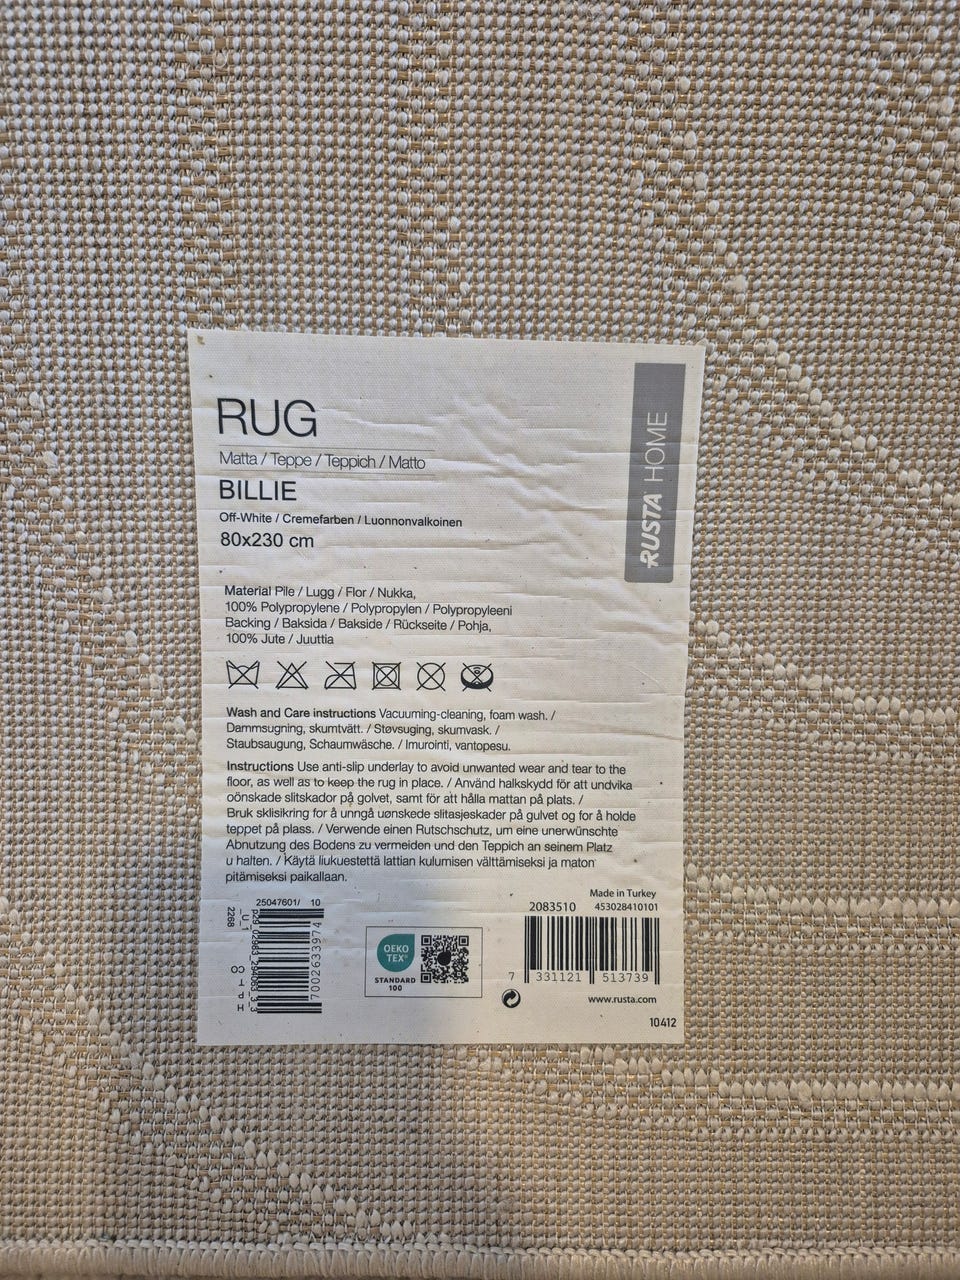 RUG
Matta / Teppe / Teppich / Matto
BILLIE
Off-White / Cremefarben / Luonnonvalkoinen
80x230 cm
RUSTA HOME
Material Pile / Lugg / Flor / Nukka,
100% Polypropylene / Polypropylen / Polypropyleeni
Backing / Baksida / Bakside / Rückseite / Pohja,
100% Jute / Juuttia
Wash and Care instructions Vacuuming-cleaning, foam wash. /
Dammsugning, skumtvätt. / Støvsuging, skumvask. /
Staubsaugung, Schaumwäsche. / Imurointi, vantopesu.
Instructions Use anti-slip underlay to avoid unwanted wear and tear to the
floor, as well as to keep the rug in place. / Använd halkskydd för att undvika
oönskade slitskador på golvet, samt för att hålla mattan på plats. /
Bruk sklisikring for å unngå uønskede slitasjeskader på gulvet og for å holde
teppet på plass. / Verwende einen Rutschschutz, um eine unerwünschte
Abnutzung des Bodens zu vermeiden und den Teppich an seinem Platz
u halten. / Käytä liukuestettä lattian kulumisen välttämiseksi ja maton
pitämiseksi paikallaan.
25047601/ 10
2268
_U_1
7002633974
CO
T
P
H
OEKO
TEX®
STANDARD
100
Made in Turkey
2083510 453028410101
7 331121 513739
www.rusta.com
10412